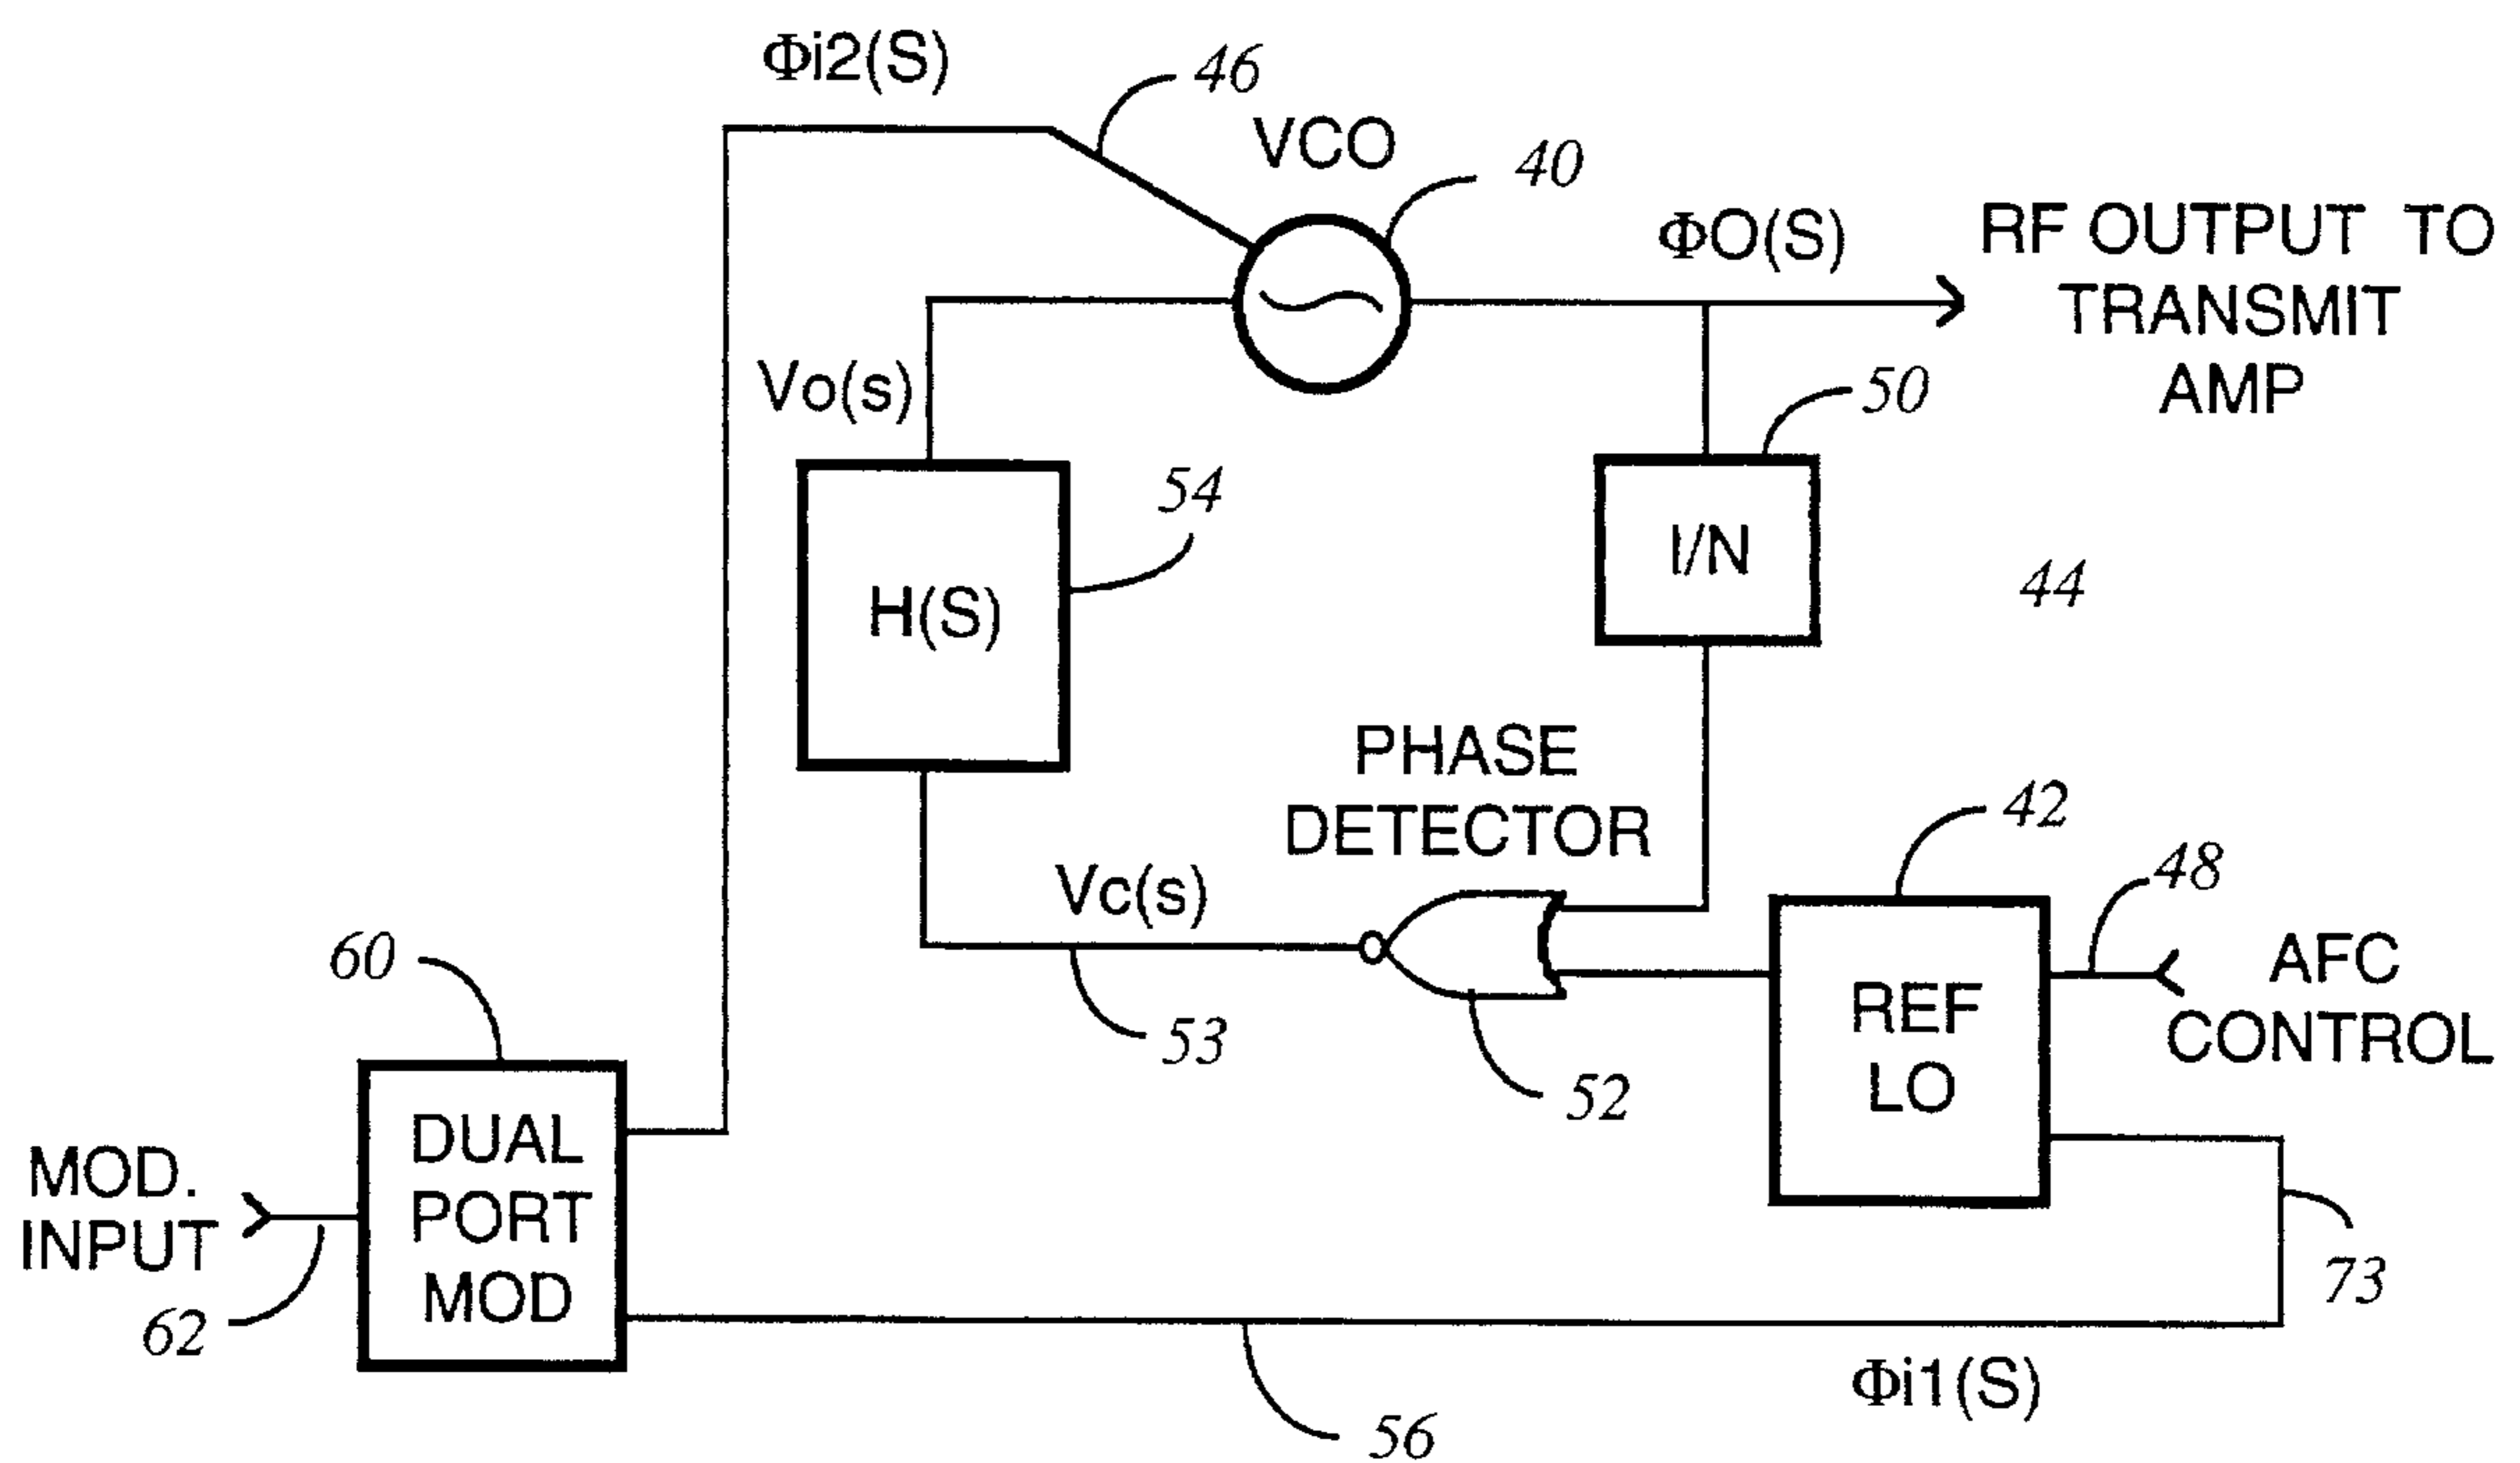 Φi2(S)
46
VCO
40
ΦO(S)
RF OUTPUT TO
TRANSMIT
AMP
Vo(s)
50
54
H(S)
I/N
44
PHASE
DETECTOR
42
48
Vc(s)
AFC
CONTROL
60
53
52
REF
LO
DUAL
PORT
MOD
MOD.
INPUT
62
73
Φi1(S)
56